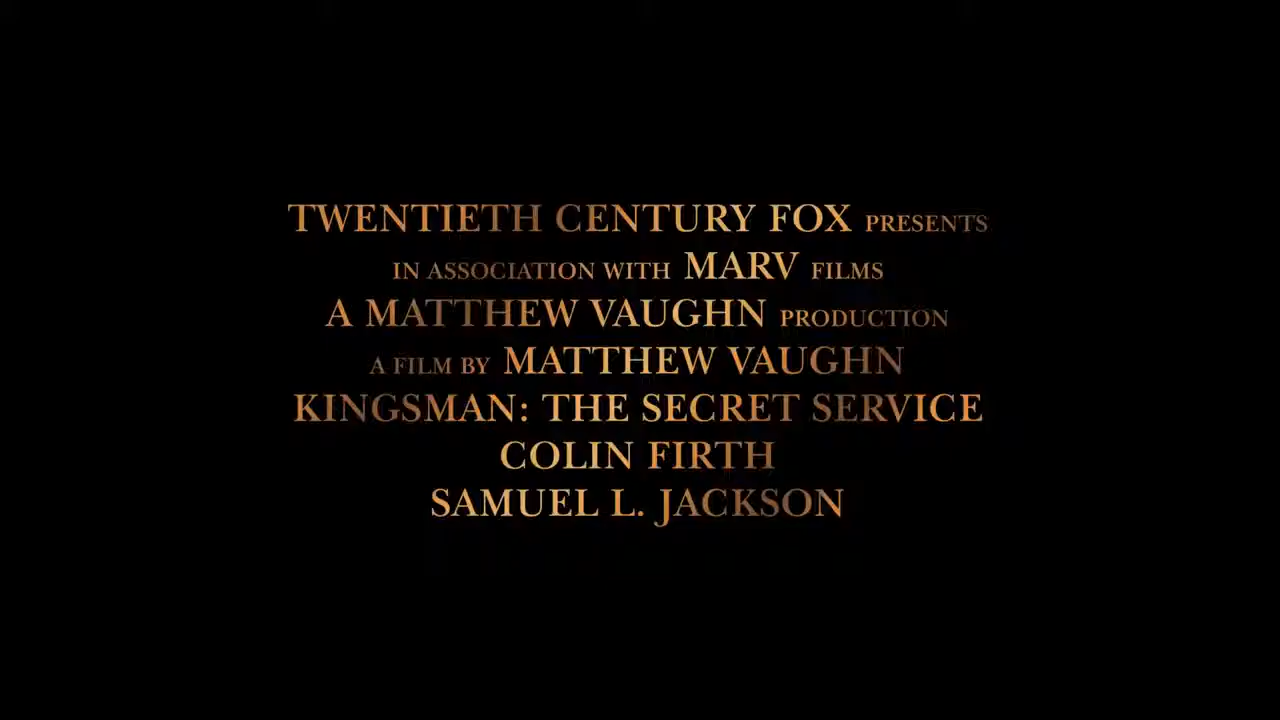 TWENTIETH CENTURY FOX PRESENTS
IN ASSOCIATION WITH MARV FILMS
A MATTHEW VAUGHN PRODUCTION
A FILM BY MATTHEW VAUGHN
KINGSMAN: THE SECRET SERVICE
COLIN FIRTH
SAMUEL L. JACKSON